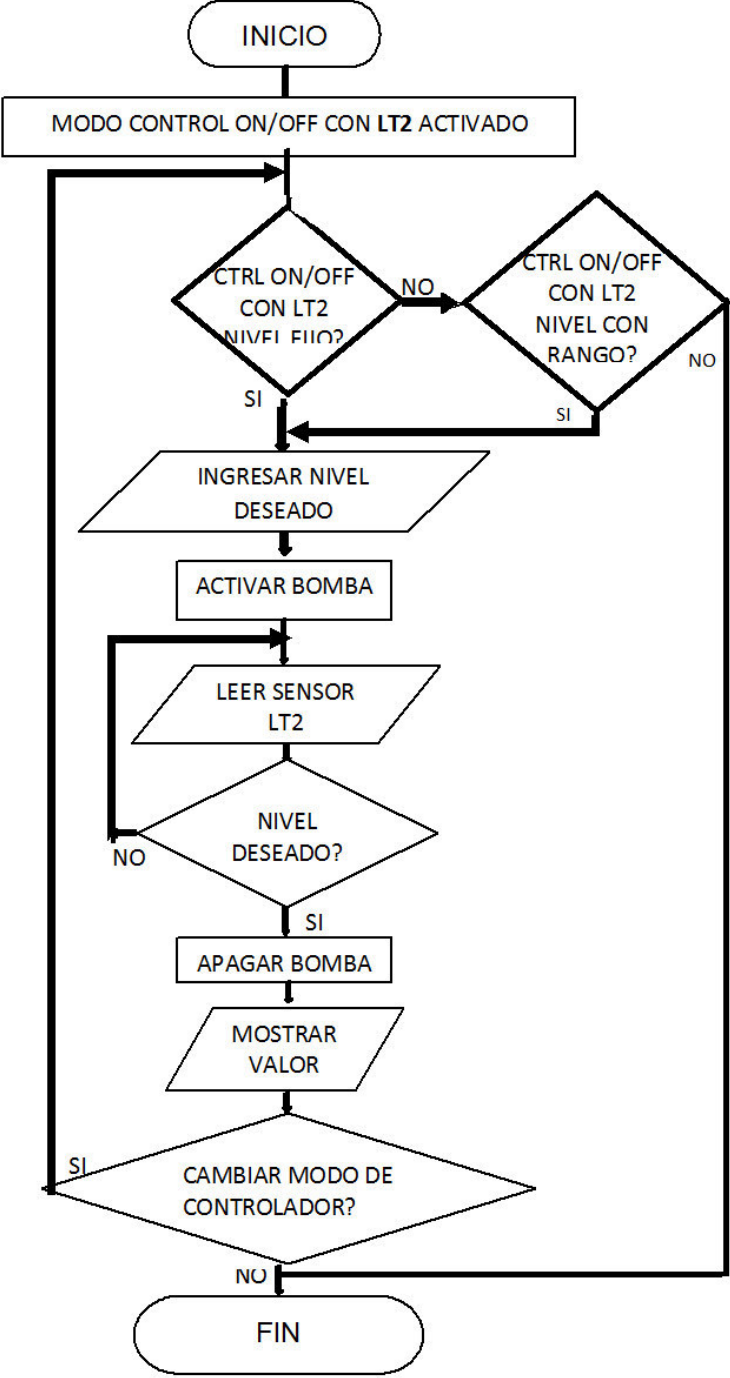 INICIO
MODO CONTROL ON/OFF CON LT2 ACTIVADO
CTRL ON/OFF
CON LT2
NIVEL FIJO?
NO
CTRL ON/OFF
CON LT2
NIVEL CON
RANGO?
NO
SI
SI
INGRESAR NIVEL
DESEADO
ACTIVAR BOMBA
LEER SENSOR
LT2
NIVEL
DESEADO?
NO
SI
APAGAR BOMBA
MOSTRAR
VALOR
SI
CAMBIAR MODO DE
CONTROLADOR?
NO
FIN